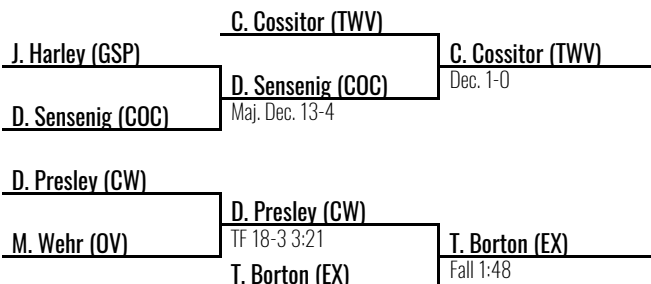 C. Cossitor (TWV)
J. Harley (GSP)
C. Cossitor (TWV)
Dec. 1-0
D. Sensenig (COC)
Maj. Dec. 13-4
D. Sensenig (COC)
D. Presley (CW)
D. Presley (CW)
TF 18-3 3:21
M. Wehr (OV)
T. Borton (EX)
Fall 1:48
T. Borton (EX)